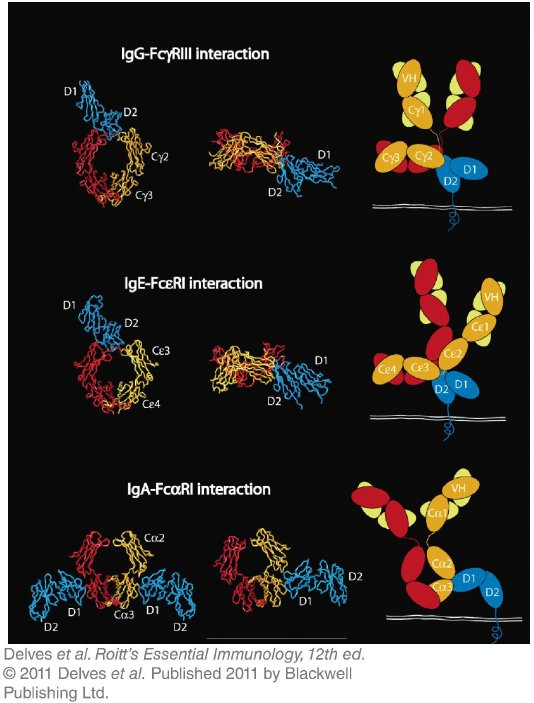 IgG-FcγRIII interaction
D1
D2
Cγ2
Cγ3
D1
D2
VH
Cγ1
Cγ3
Cγ2
D1
D2
IgE-FcεRI interaction
D1
D2
Cε3
Cε4
D1
D2
VH
Cε1
Cε2
Cε4
Cε3
D2
D1
IgA-FcαRI interaction
Cα2
D1
Cα3
D1
D2
D2
D1
D2
VH
Cα1
Cα2
Cα3
D1
D2
Delves et al. Roitt's Essential Immunology, 12th ed.
© 2011 Delves et al. Published 2011 by Blackwell
Publishing Ltd.